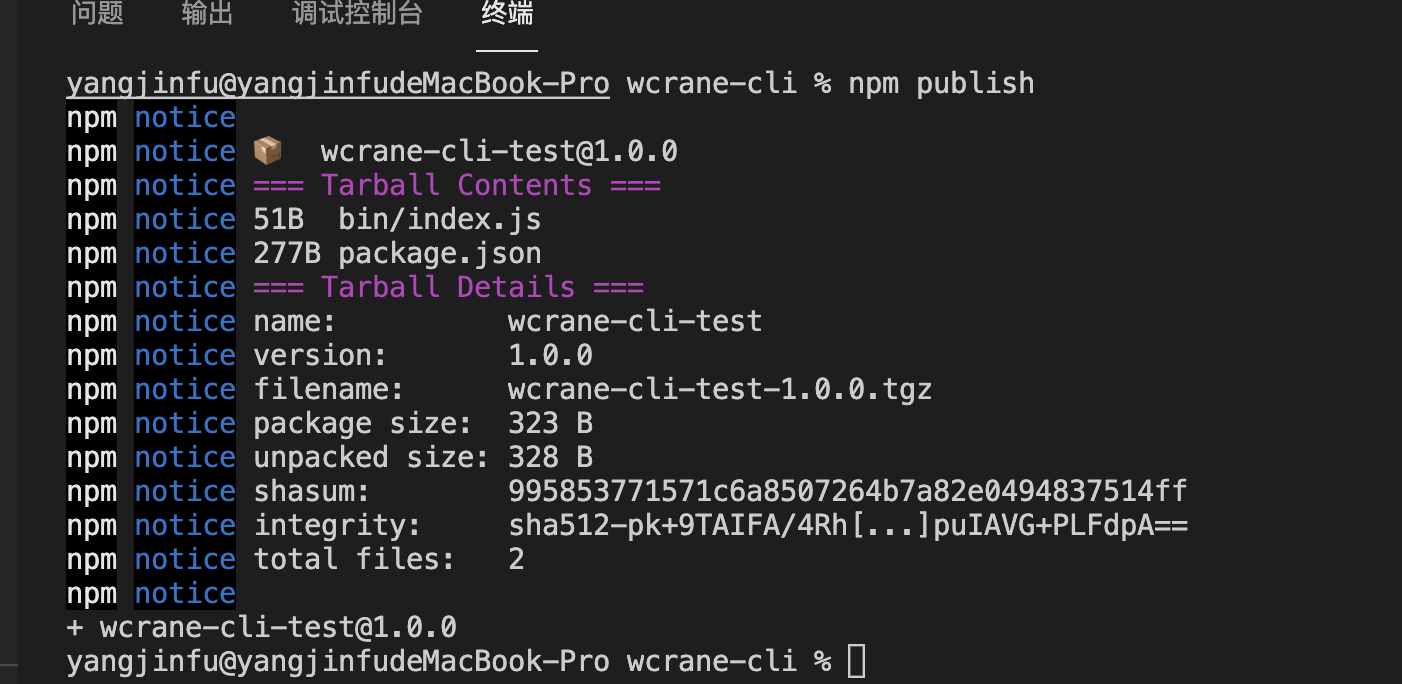 问题 输出 调试控制台 终端
yangjinfu@yangjinfudeMacBook-Pro wcrane-cli % npm publish
npm notice
npm notice 📦  wcrane-cli-test@1.0.0
npm notice === Tarball Contents ===
npm notice 51B  bin/index.js
npm notice 277B package.json
npm notice === Tarball Details ===
npm notice name:          wcrane-cli-test
npm notice version:       1.0.0
npm notice filename:      wcrane-cli-test-1.0.0.tgz
npm notice package size:  323 B
npm notice unpacked size: 328 B
npm notice shasum:        995853771571c6a8507264b7a82e0494837514ff
npm notice integrity:     sha512-pk+9TAIFA/4Rh[...]puIAVG+PLFdpA==
npm notice total files:   2
npm notice
+ wcrane-cli-test@1.0.0
yangjinfu@yangjinfudeMacBook-Pro wcrane-cli %